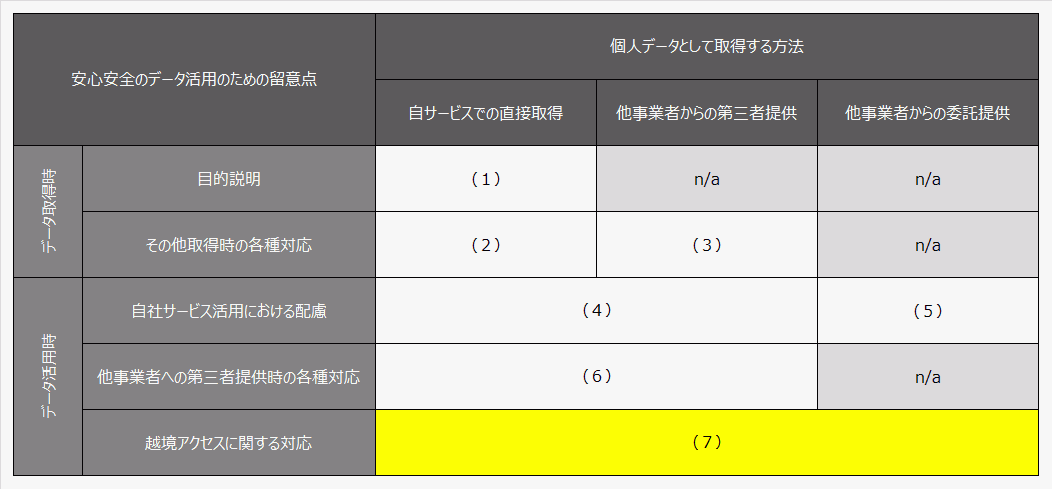 安心安全のデータ活用のための留意点
個人データとして取得する方法
自サービスでの直接取得
他事業者からの第三者提供
他事業者からの委託提供
データ取得時
目的説明
（１）
n/a
n/a
その他取得時の各種対応
（２）
（３）
n/a
データ活用時
自社サービス活用における配慮
（４）
（５）
他事業者への第三者提供時の各種対応
（６）
n/a
越境アクセスに関する対応
（７）